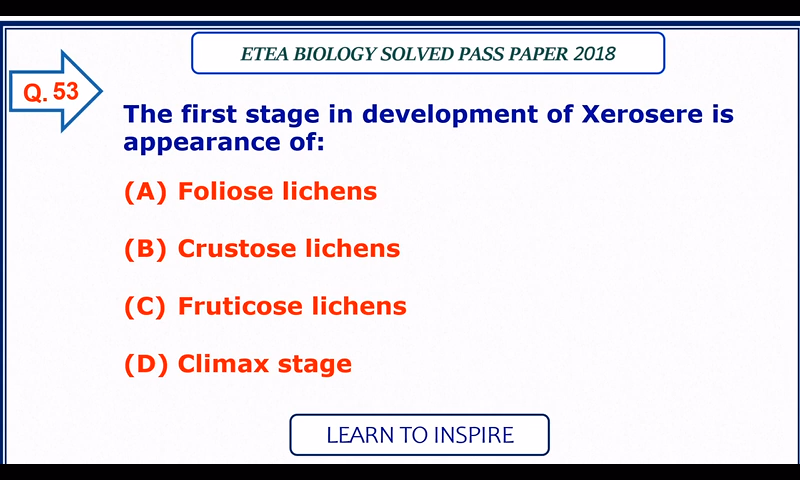 ETEA BIOLOGY SOLVED PASS PAPER 2018
Q. 53
The first stage in development of Xerosere is
appearance of:
(A) Foliose lichens
(B) Crustose lichens
(C) Fruticose lichens
(D) Climax stage
LEARN TO INSPIRE